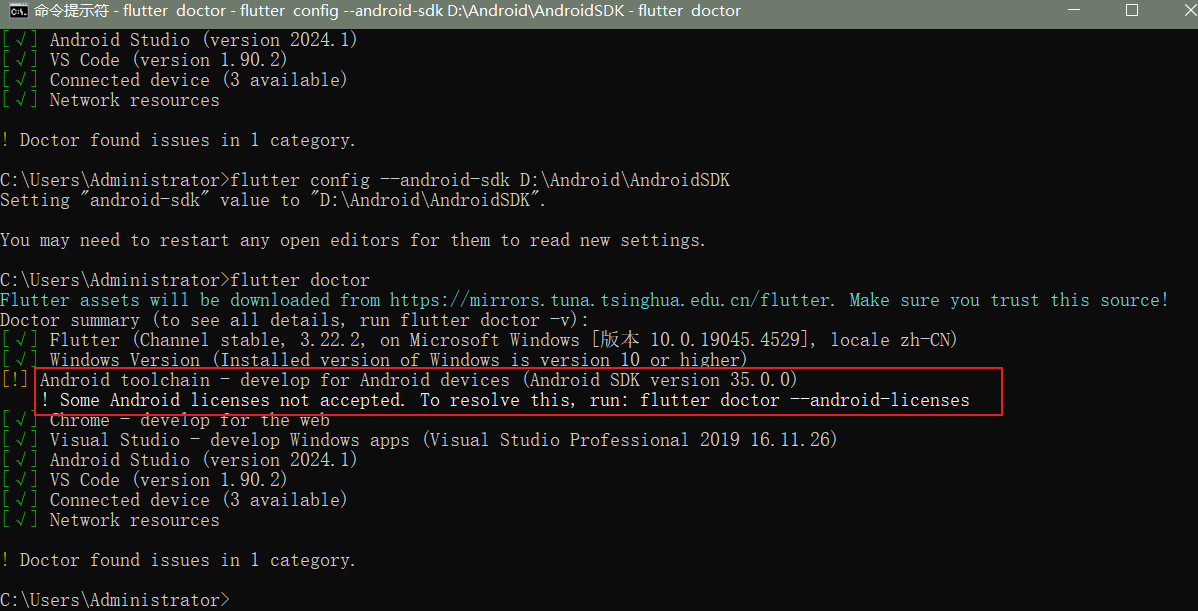 命令提示符 - flutter doctor - flutter config --android-sdk D:\Android\AndroidSDK - flutter doctor
[√] Android Studio (version 2024.1)
[√] VS Code (version 1.90.2)
[√] Connected device (3 available)
[√] Network resources
! Doctor found issues in 1 category.
C:\Users\Administrator>flutter config --android-sdk D:\Android\AndroidSDK
Setting "android-sdk" value to "D:\Android\AndroidSDK".
You may need to restart any open editors for them to read new settings.
C:\Users\Administrator>flutter doctor
Flutter assets will be downloaded from https://mirrors.tuna.tsinghua.edu.cn/flutter. Make sure you trust this source!
Doctor summary (to see all details, run flutter doctor -v):
[√] Flutter (Channel stable, 3.22.2, on Microsoft Windows [版本 10.0.19045.4529], locale zh-CN)
[√] Windows Version (Installed version of Windows is version 10 or higher)
[!] Android toolchain - develop for Android devices (Android SDK version 35.0.0)
! Some Android licenses not accepted. To resolve this, run: flutter doctor --android-licenses
[√] Chrome - develop for the web
[√] Visual Studio - develop Windows apps (Visual Studio Professional 2019 16.11.26)
[√] Android Studio (version 2024.1)
[√] VS Code (version 1.90.2)
[√] Connected device (3 available)
[√] Network resources
! Doctor found issues in 1 category.
C:\Users\Administrator>